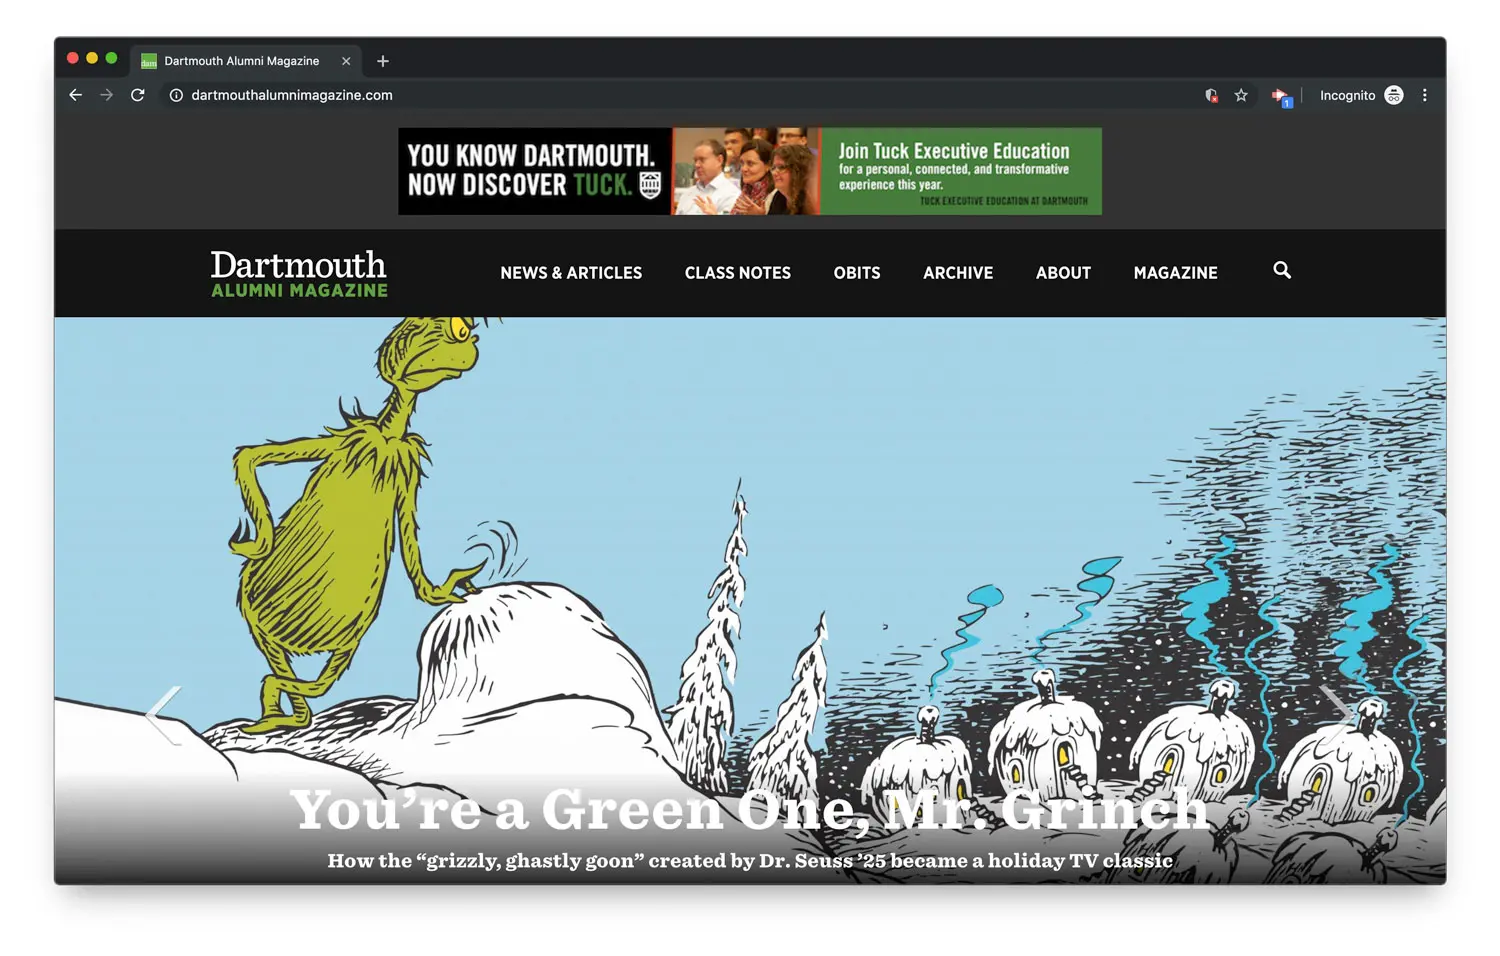 dam
Dartmouth Alumni Magazine
dartmouthalumnimagazine.com
1
Incognito
YOU KNOW DARTMOUTH.
NOW DISCOVER TUCK.
Join Tuck Executive Education
for a personal, connected, and transformative
experience this year.
TUCK EXECUTIVE EDUCATION AT DARTMOUTH
Dartmouth
ALUMNI MAGAZINE
NEWS & ARTICLES
CLASS NOTES
OBITS
ARCHIVE
ABOUT
MAGAZINE
You’re a Green One, Mr. Grinch
How the “grizzly, ghastly goon” created by Dr. Seuss ’25 became a holiday TV classic